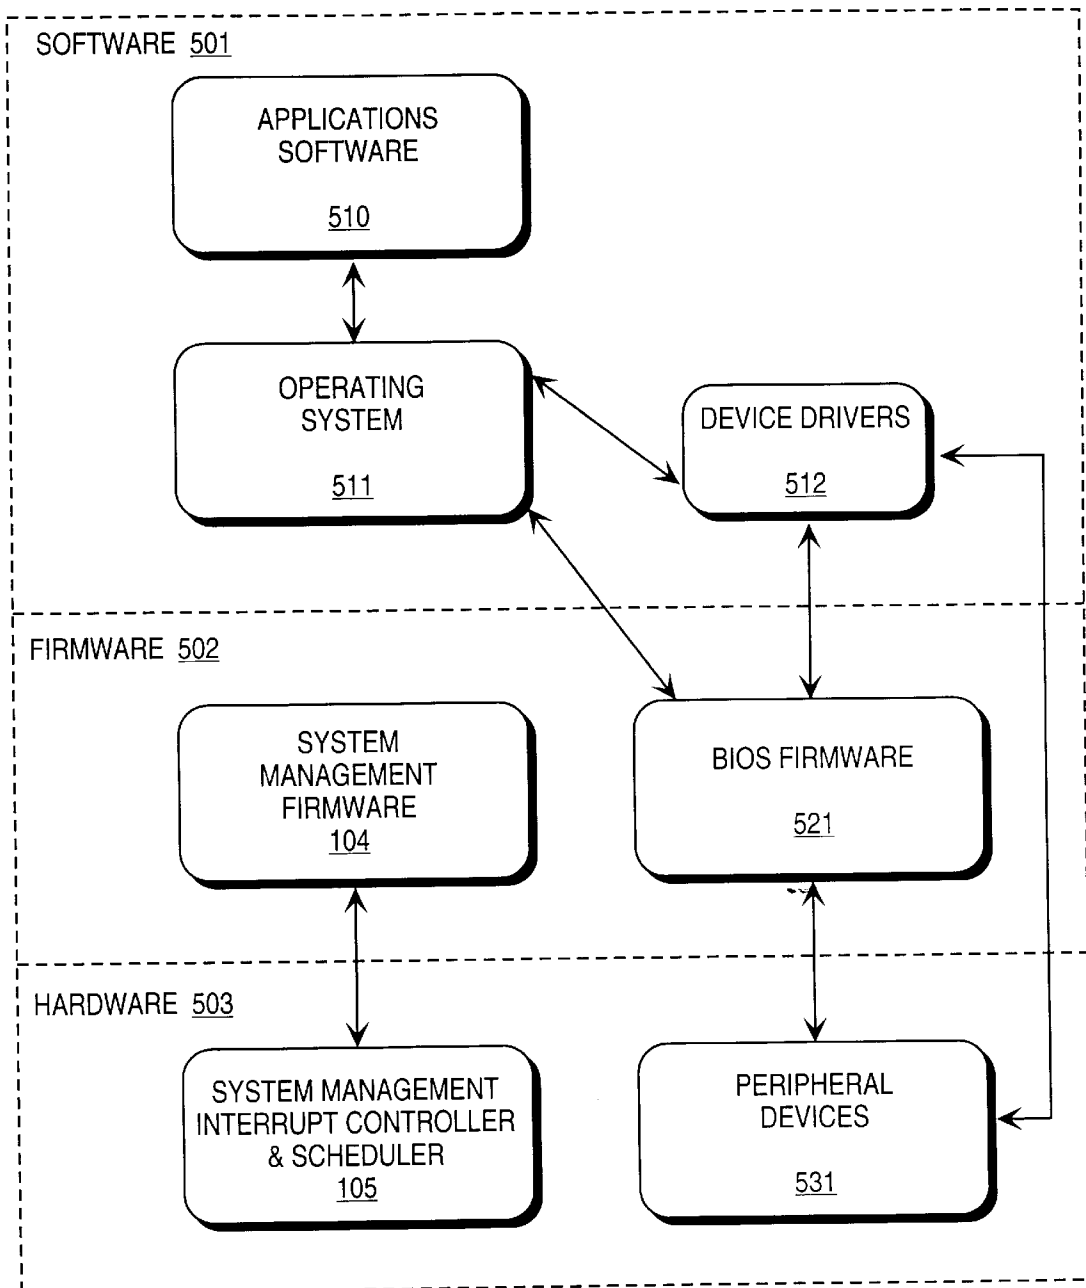 SOFTWARE 501
APPLICATIONS
SOFTWARE
510
OPERATING
SYSTEM
511
DEVICE DRIVERS
512
FIRMWARE 502
SYSTEM
MANAGEMENT
FIRMWARE
104
BIOS FIRMWARE
521
HARDWARE 503
SYSTEM MANAGEMENT
INTERRUPT CONTROLLER
& SCHEDULER
105
PERIPHERAL
DEVICES
531